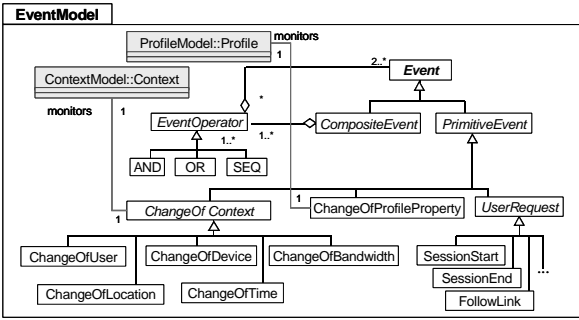 EventModel
ProfileModel::Profile
monitors
1
2..*
Event
ContextModel::Context
monitors
1
*
EventOperator
1..*
1..*
CompositeEvent
PrimitiveEvent
AND
OR
SEQ
1
ChangeOf Context
1
ChangeOfProfileProperty
UserRequest
ChangeOfUser
ChangeOfDevice
ChangeOfBandwidth
SessionStart
...
ChangeOfLocation
ChangeOfTime
SessionEnd
FollowLink